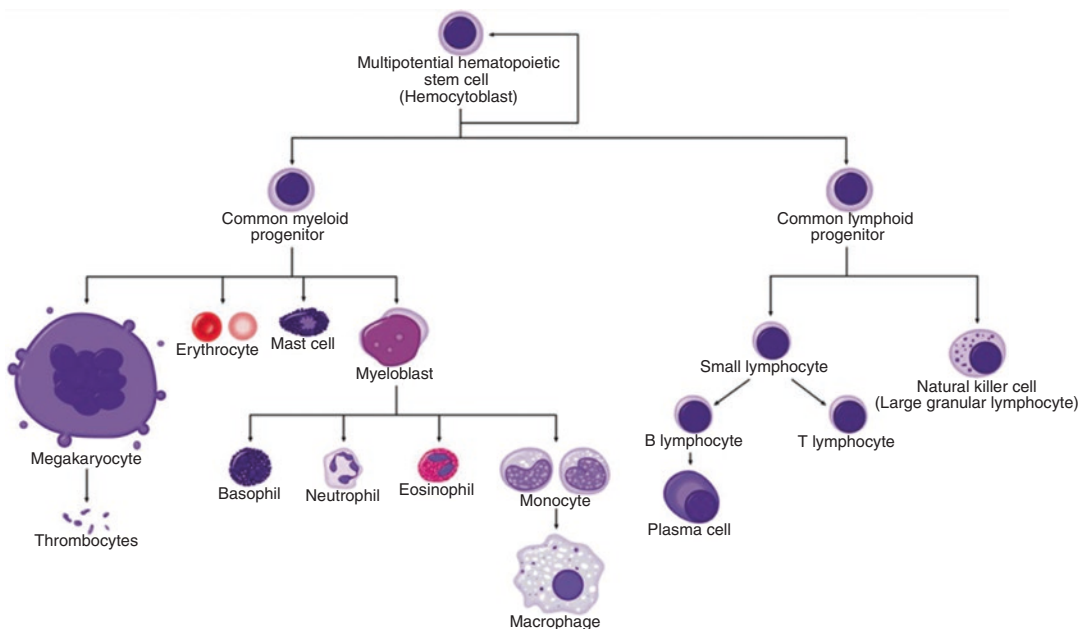 Multipotential hematopoietic
stem cell
(Hemocytoblast)
Common myeloid
progenitor
Common lymphoid
progenitor
Erythrocyte
Mast cell
Myeloblast
Small lymphocyte
Natural killer cell
(Large granular lymphocyte)
Megakaryocyte
B lymphocyte
T lymphocyte
Basophil
Neutrophil
Eosinophil
Monocyte
Thrombocytes
Plasma cell
Macrophage